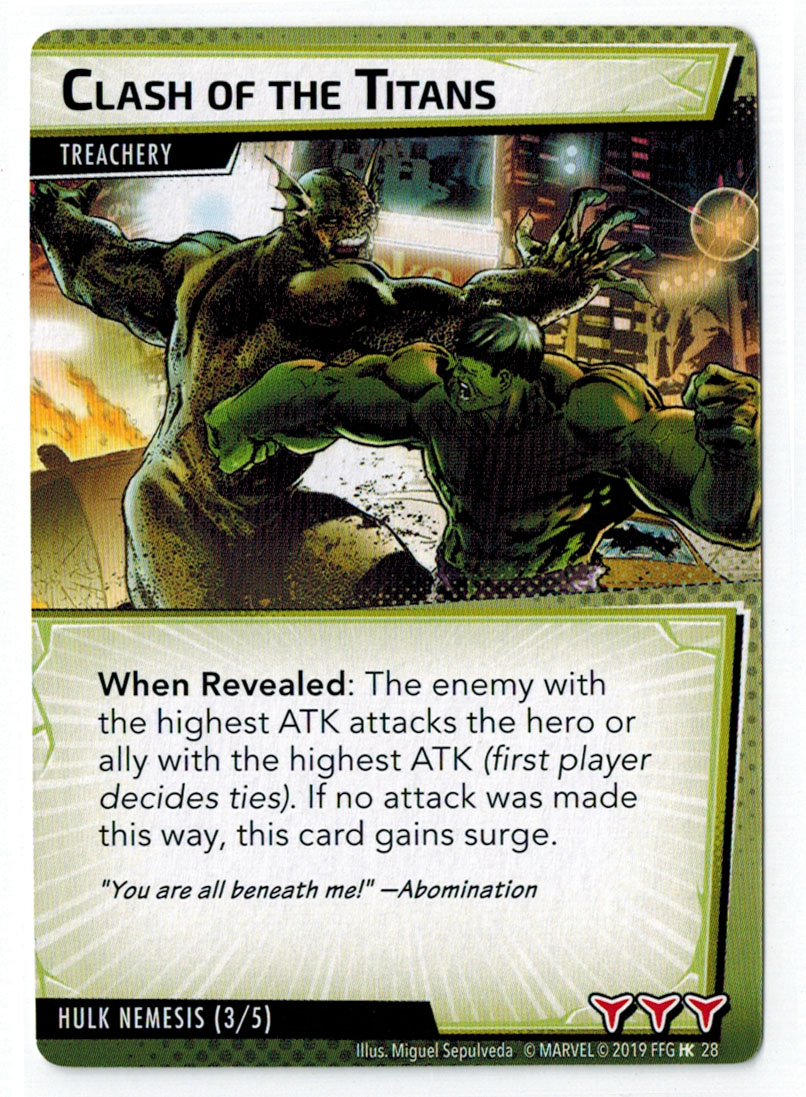 CLASH OF THE TITANS
TREACHERY
When Revealed: The enemy with
the highest ATK attacks the hero or
ally with the highest ATK (first player
decides ties). If no attack was made
this way, this card gains surge.
"You are all beneath me!" —Abomination
HULK NEMESIS (3/5)
Illus. Miguel Sepulveda © MARVEL © 2019 FFG HK 28